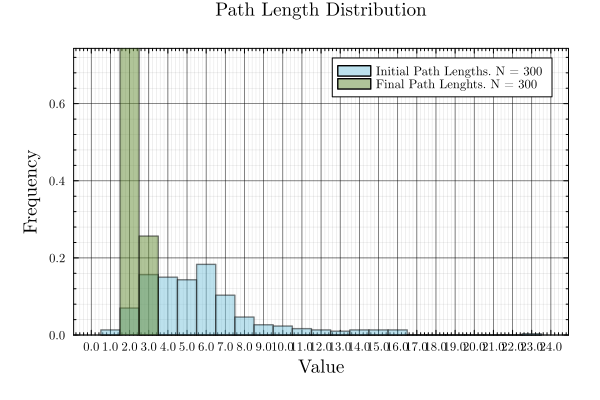 Path Length Distribution
Initial Path Lengths. N = 300
Final Path Lenghts. N = 300
0.6
0.4
0.2
0.0
Frequency
0.0 1.0 2.0 3.0 4.0 5.0 6.0 7.0 8.0 9.0 10.0 11.0 12.0 13.0 14.0 15.0 16.0 17.0 18.0 19.0 20.0 21.0 22.0 23.0 24.0
Value